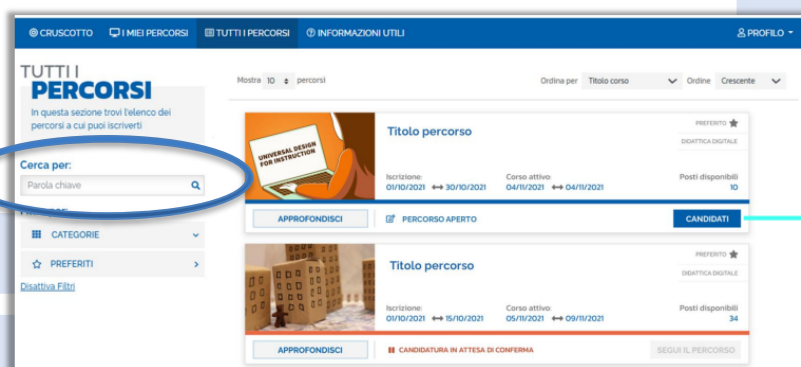 CRUSCOTTO I MIEI PERCORSI TUTTI I PERCORSI INFORMAZIONI UTILI PROFILO
TUTTI I
PERCORSI
In questa sezione trovi l'elenco dei
percorsi a cui puoi iscriverti
Cerca per:
Parola chiave
CATEGORIE
PREFERITI
Disattiva Filtri
Mostra 10 percorsi
Ordina per Titolo corso Ordine Crescente
UNIVERSAL DESIGN
FOR INSTRUCTION
Titolo percorso
PREFERITO
DIDATTICA DIGITALE
Iscrizione: Corso attivo: Posti disponibili
01/10/2021 ↔ 30/10/2021 04/11/2021 ↔ 04/11/2021 10
APPROFONDISCI PERCORSO APERTO CANDIDATI
Titolo percorso
PREFERITO
DIDATTICA DIGITALE
Iscrizione: Corso attivo: Posti disponibili
01/10/2021 ↔ 15/10/2021 05/11/2021 ↔ 09/11/2021 34
APPROFONDISCI CANDIDATURA IN ATTESA DI CONFERMA SEGUI IL PERCORSO